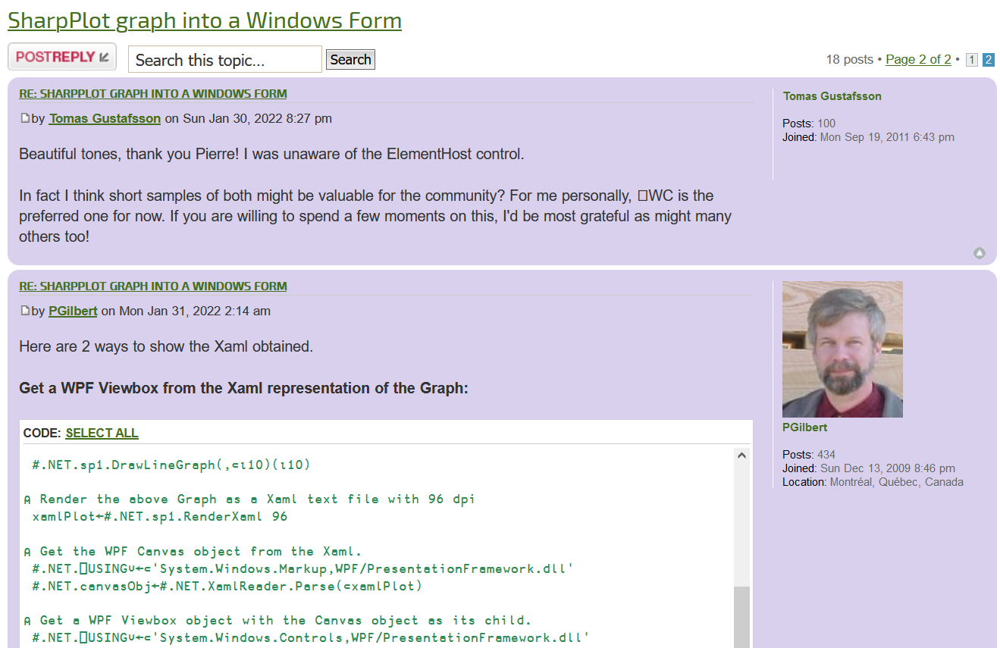 SharpPlot graph into a Windows Form
POSTREPLY
Search this topic...
Search
18 posts • Page 2 of 2 • 1 2
RE: SHARPPLOT GRAPH INTO A WINDOWS FORM
by Tomas Gustafsson on Sun Jan 30, 2022 8:27 pm
Beautiful tones, thank you Pierre! I was unaware of the ElementHost control.
In fact I think short samples of both might be valuable for the community? For me personally, ⎕WC is the
preferred one for now. If you are willing to spend a few moments on this, I'd be most grateful as might many
others too!
Tomas Gustafsson
Posts: 100
Joined: Mon Sep 19, 2011 6:43 pm
RE: SHARPPLOT GRAPH INTO A WINDOWS FORM
by PGilbert on Mon Jan 31, 2022 2:14 am
Here are 2 ways to show the Xaml obtained.
Get a WPF Viewbox from the Xaml representation of the Graph:
CODE: SELECT ALL
#.NET.sp1.DrawLineGraph(,⊂⍳10)(⍳10)
⍝ Render the above Graph as a Xaml text file with 96 dpi
xamlPlot←#.NET.sp1.RenderXaml 96
⍝ Get the WPF Canvas object from the Xaml.
#.NET.⎕USING∪←⊂'System.Windows.Markup,WPF/PresentationFramework.dll'
#.NET.canvasObj←#.NET.XamlReader.Parse(⊂xamlPlot)
⍝ Get a WPF Viewbox object with the Canvas object as its child.
#.NET.⎕USING∪←⊂'System.Windows.Controls,WPF/PresentationFramework.dll'
PGilbert
Posts: 434
Joined: Sun Dec 13, 2009 8:46 pm
Location: Montréal, Québec, Canada